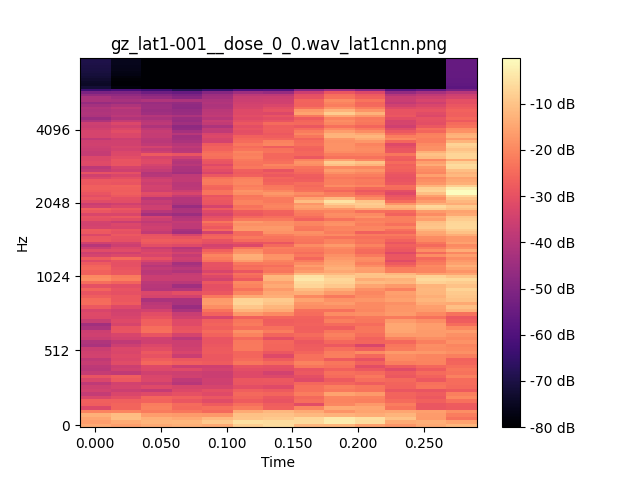 gz_lat1-001__dose_0_0.wav_lat1cnn.png
Hz
4096
2048
1024
512
0
0.000 0.050 0.100 0.150 0.200 0.250
Time
-10 dB
-20 dB
-30 dB
-40 dB
-50 dB
-60 dB
-70 dB
-80 dB